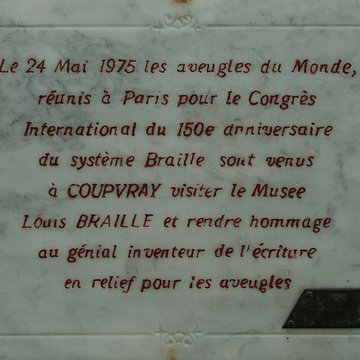 Le 24 Mai 1975 les aveugles du Monde,
réunis à Paris pour le Congrès
International du 150e anniversaire
du système Braille sont venus
à COUPVRAY visiter le Musee
Louis BRAILLE et rendre hommage
au génial inventeur de l'écriture
en relief pour les aveugles